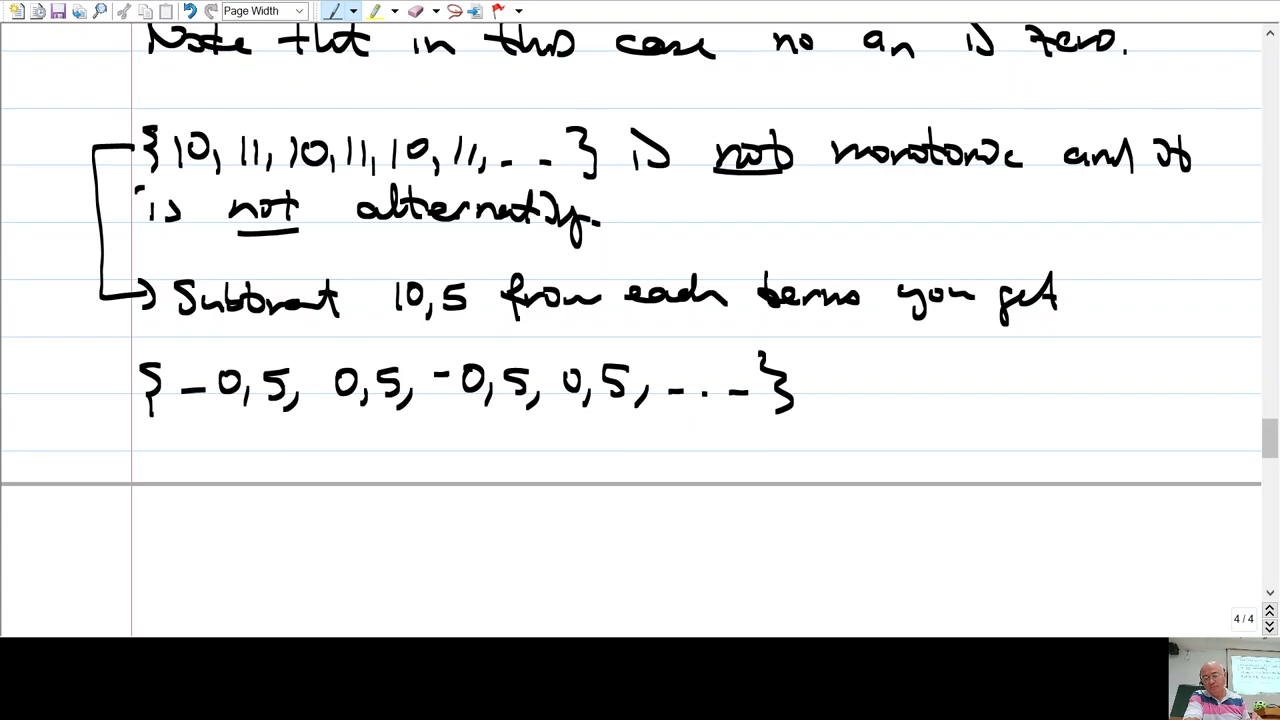 Page Width
Note that in this case no an is zero.
{10, 11, 10, 11, 10, 11, . . } is not monotonic and it
is not alternating.
Subtract 10,5 from each terms you get
{ - 0,5, 0,5, -0,5, 0,5, - . - }
4 / 4